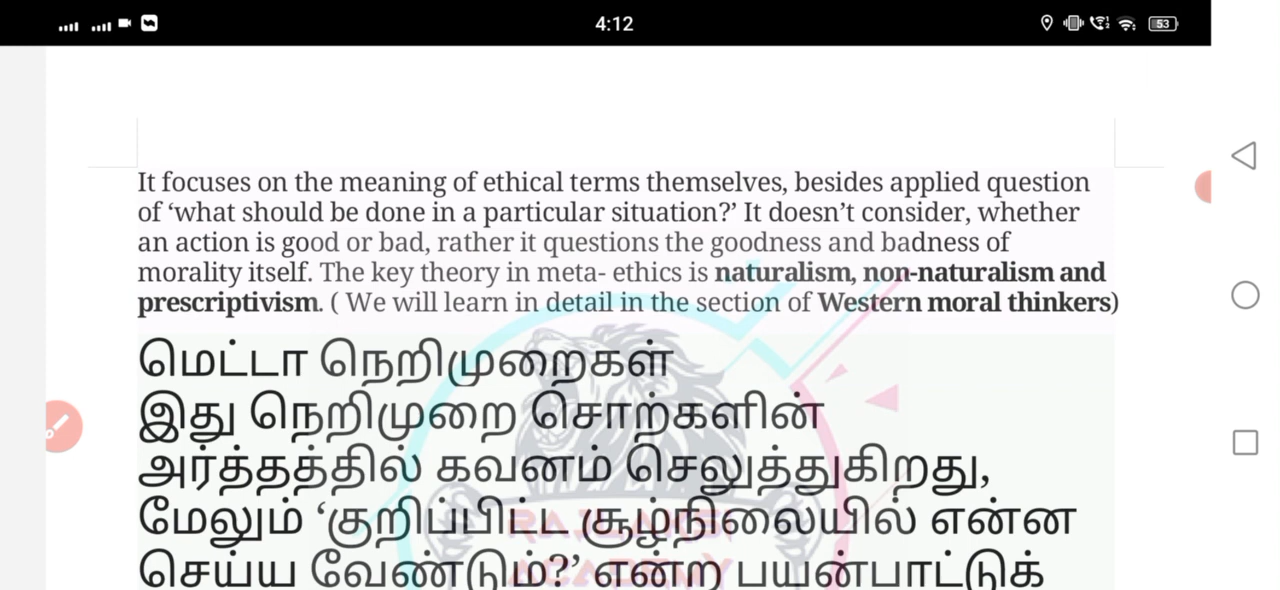 4:12
53
It focuses on the meaning of ethical terms themselves, besides applied question
of ‘what should be done in a particular situation?’ It doesn’t consider, whether
an action is good or bad, rather it questions the goodness and badness of
morality itself. The key theory in meta- ethics is naturalism, non-naturalism and
prescriptivism. ( We will learn in detail in the section of Western moral thinkers)
மெட்டா நெறிமுறைகள்
இது நெறிமுறை சொற்களின்
அர்த்தத்தில் கவனம் செலுத்துகிறது,
மேலும் ‘குறிப்பிட்ட சூழ்நிலையில் என்ன
செய்ய வேண்டும்?’ என்ற பயன்பாட்டுக்
ACADEMY